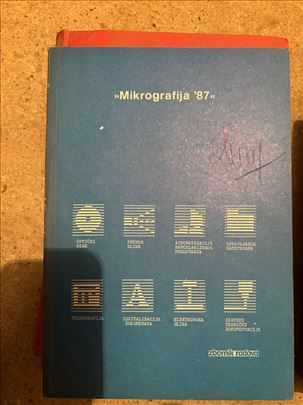 »Mikrografija '87«
OPTIČKI
DISK
PRENOS
SLIKE
AUTOMATIZACIJA
KANCELARIJSKOG
POSLOVANJA
UPRAVLJANJE
DATOTEKAMA
MIKROGRAFIJA
DIGITALIZACIJA
DOKUMENATA
ELEKTRONSKA
SLIKA
SISTEMI
TEHNIČKE
DOKUMENTACIJE
zbornik radova